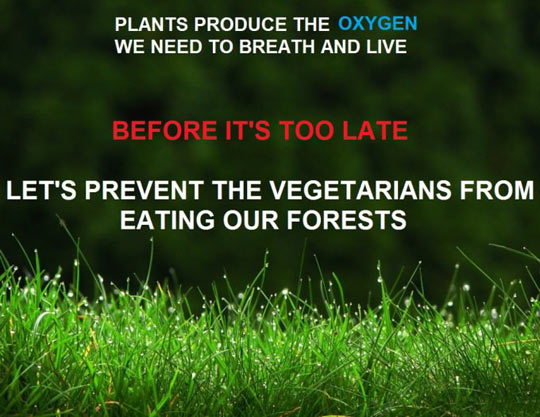 PLANTS PRODUCE THE OXYGEN
WE NEED TO BREATH AND LIVE
BEFORE IT'S TOO LATE
LET'S PREVENT THE VEGETARIANS FROM
EATING OUR FORESTS